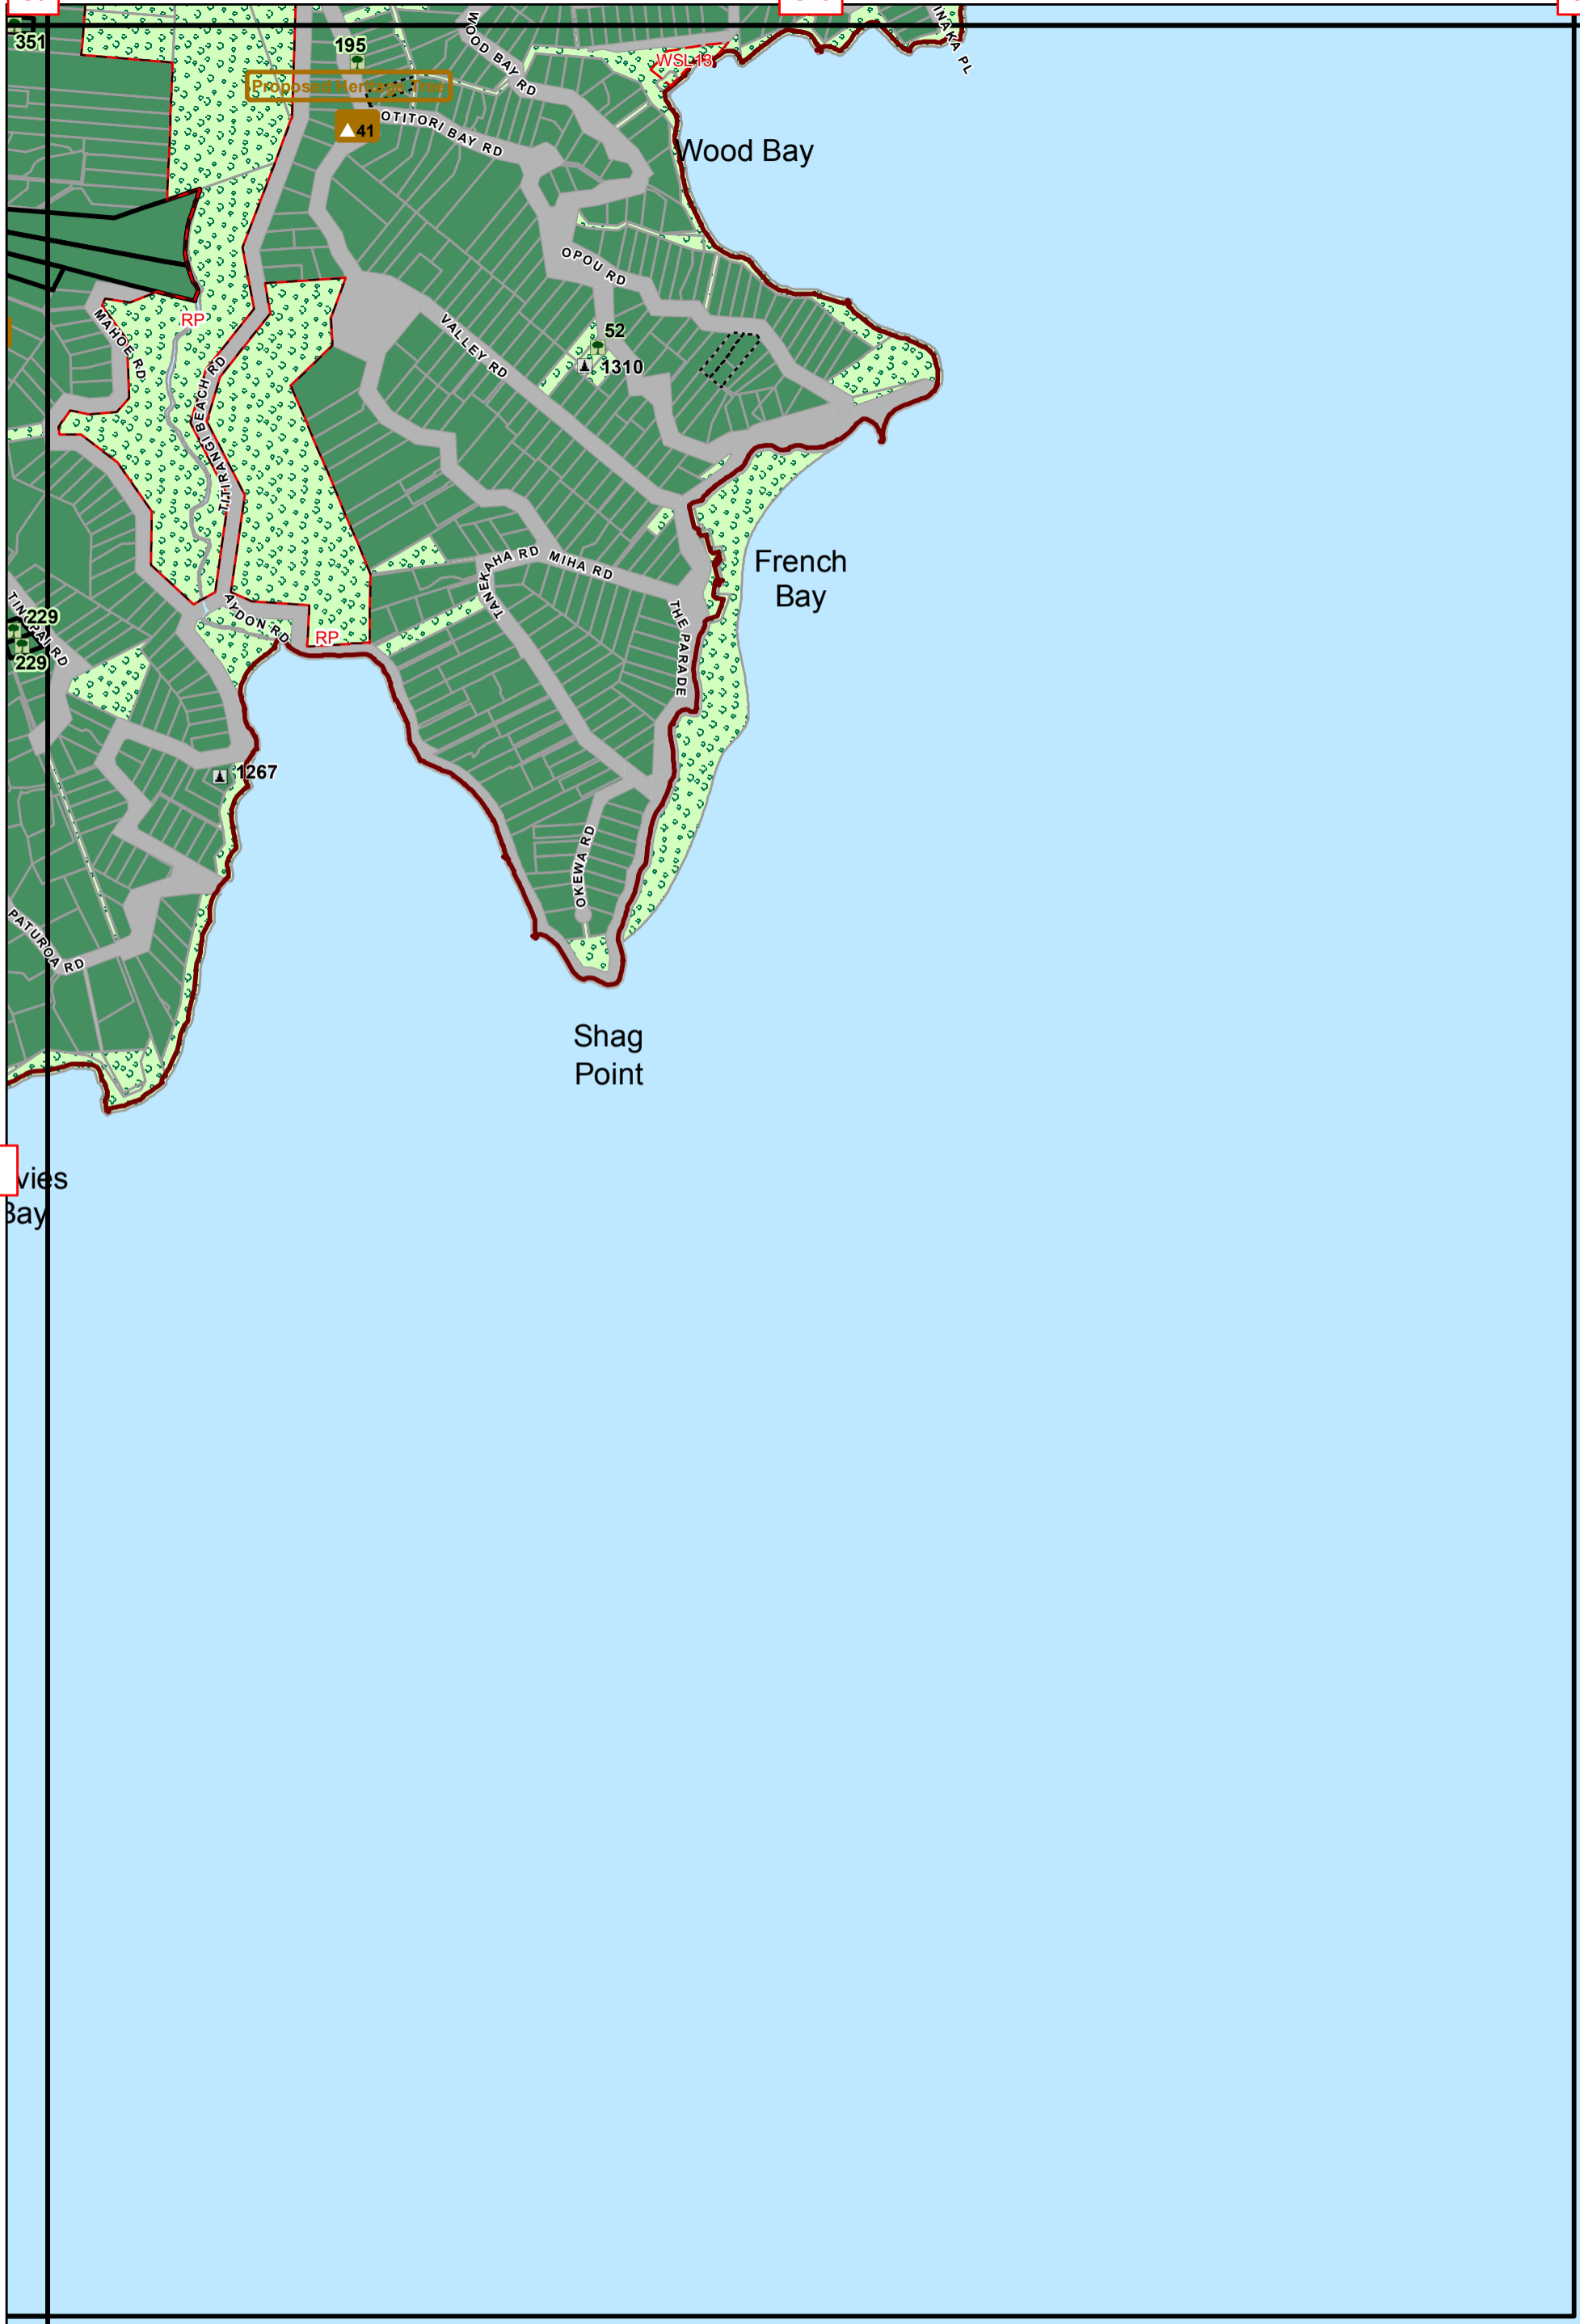 351
195
WOOD BAY RD
INAKA PL
WSL13
Proposed Heritage Tree
41
OTITORI BAY RD
Wood Bay
OPOU RD
RP
MAHOE RD
VALLEY RD
52
1310
TITIRANGI BEACH RD
French
Bay
TANEKAHA RD
MIHA RD
THE PARADE
AYDON RD
RP
229
229
1267
OKEWA RD
PATUROA RD
Shag
Point
vies
Bay